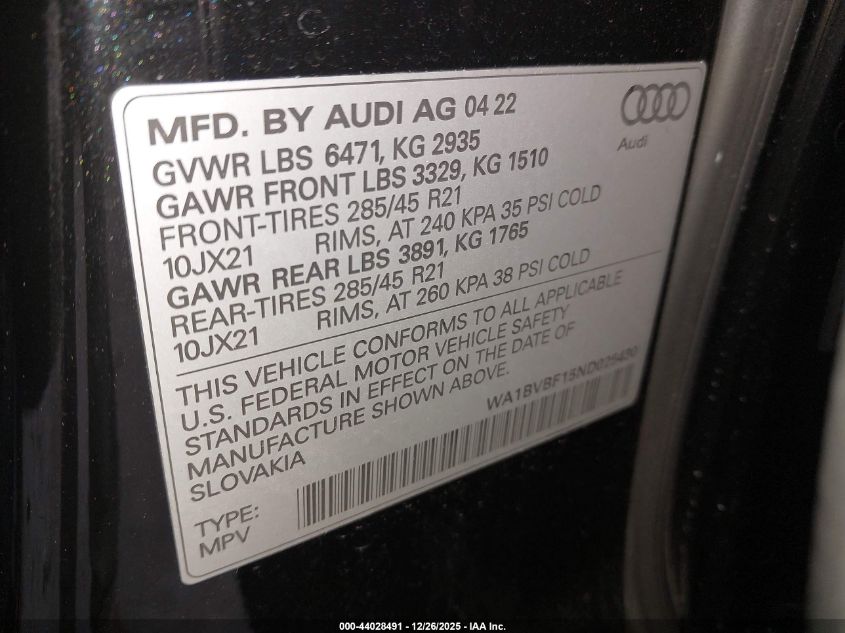 MFD. BY AUDI AG 04 22
Audi
GVWR LBS 6471, KG 2935
GAWR FRONT LBS 3329, KG 1510
FRONT-TIRES 285/45 R21
10JX21 RIMS, AT 240 KPA 35 PSI COLD
GAWR REAR LBS 3891, KG 1765
REAR-TIRES 285/45 R21
10JX21 RIMS, AT 260 KPA 38 PSI COLD
THIS VEHICLE CONFORMS TO ALL APPLICABLE
U.S. FEDERAL MOTOR VEHICLE SAFETY
STANDARDS IN EFFECT ON THE DATE OF
MANUFACTURE SHOWN ABOVE.
SLOVAKIA
TYPE:
MPV
000-44028491 - 12/26/2025 - IAA Inc.